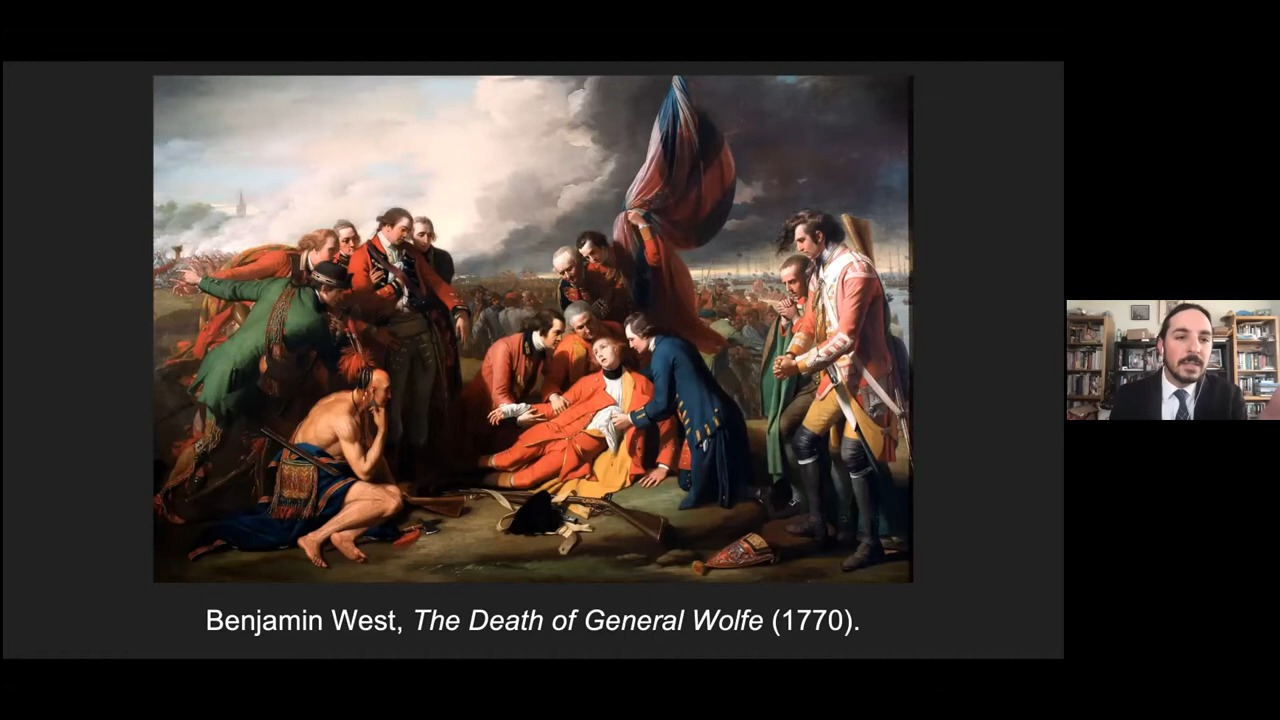 Benjamin West, The Death of General Wolfe (1770).